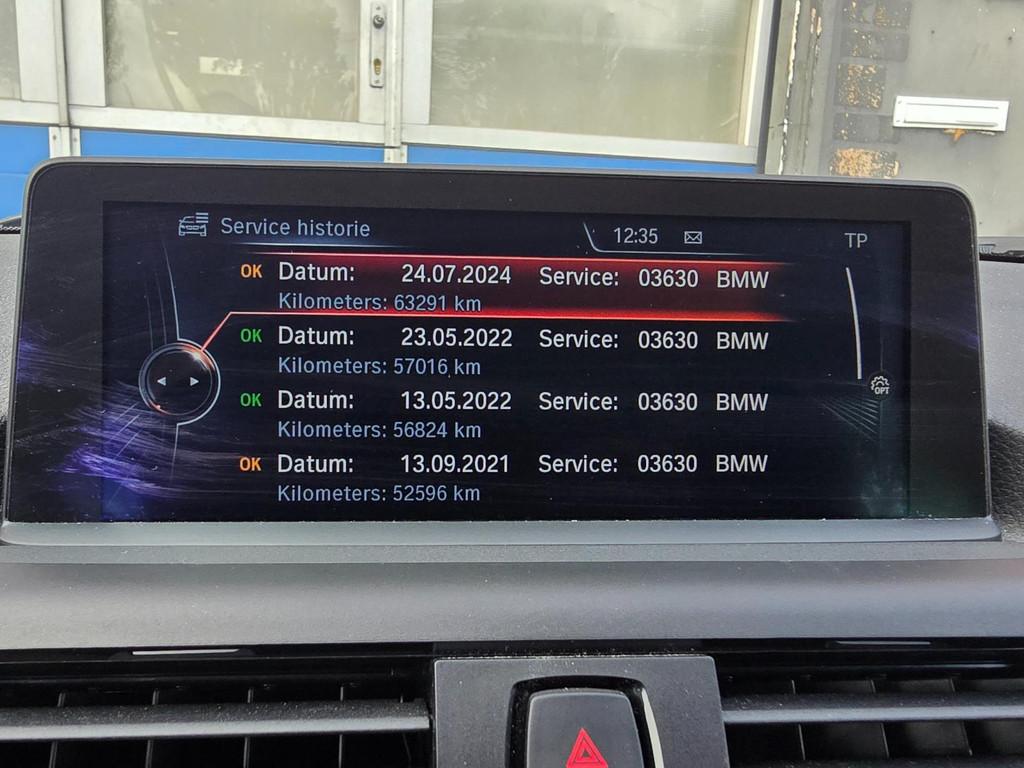 Service historie 12:35 TP
OK Datum: 24.07.2024 Service: 03630 BMW
Kilometers: 63291 km
OK Datum: 23.05.2022 Service: 03630 BMW
Kilometers: 57016 km
OPT
OK Datum: 13.05.2022 Service: 03630 BMW
Kilometers: 56824 km
OK Datum: 13.09.2021 Service: 03630 BMW
Kilometers: 52596 km